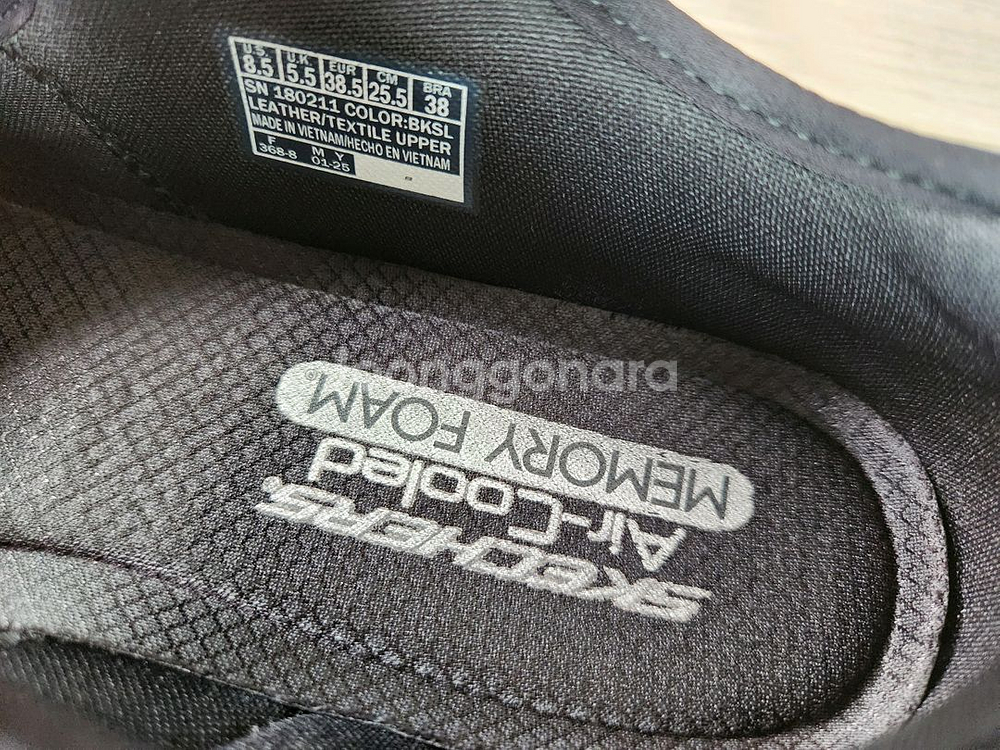 U.S. U.K. EUR CM BRA
8.5 5.5 38.5 25.5 38
SN 180211 COLOR:BKSL
LEATHER/TEXTILE UPPER
MADE IN VIETNAM/HECHO EN VIETNAM
F M Y
368-8 01-25
SKECHERS®
Air-Cooled
MEMORY FOAM®